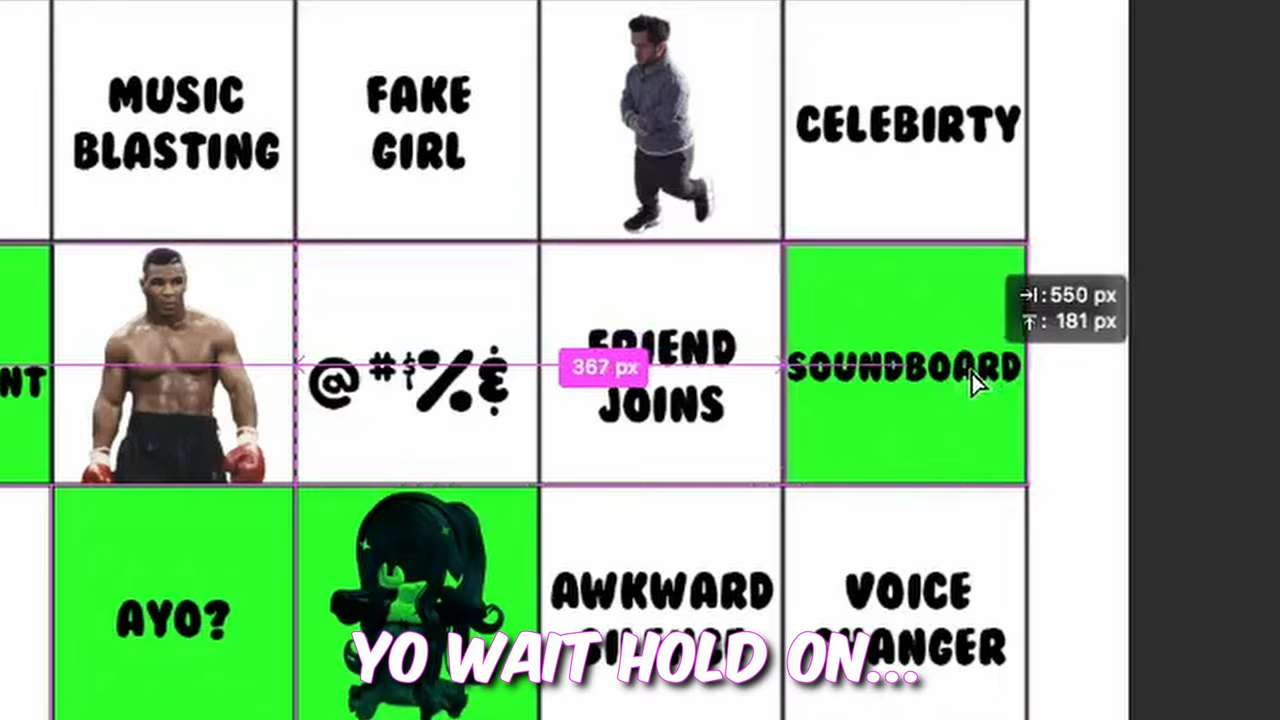 MUSIC
BLASTING
FAKE
GIRL
CELEBIRTY
→|: 550 px
: 181 px
NT
@#$%&
FRIEND
JOINS
367 px
SOUNDBOARD
AYO?
AWKWARD
SILENCE
VOICE
CHANGER
YO WAIT HOLD ON...